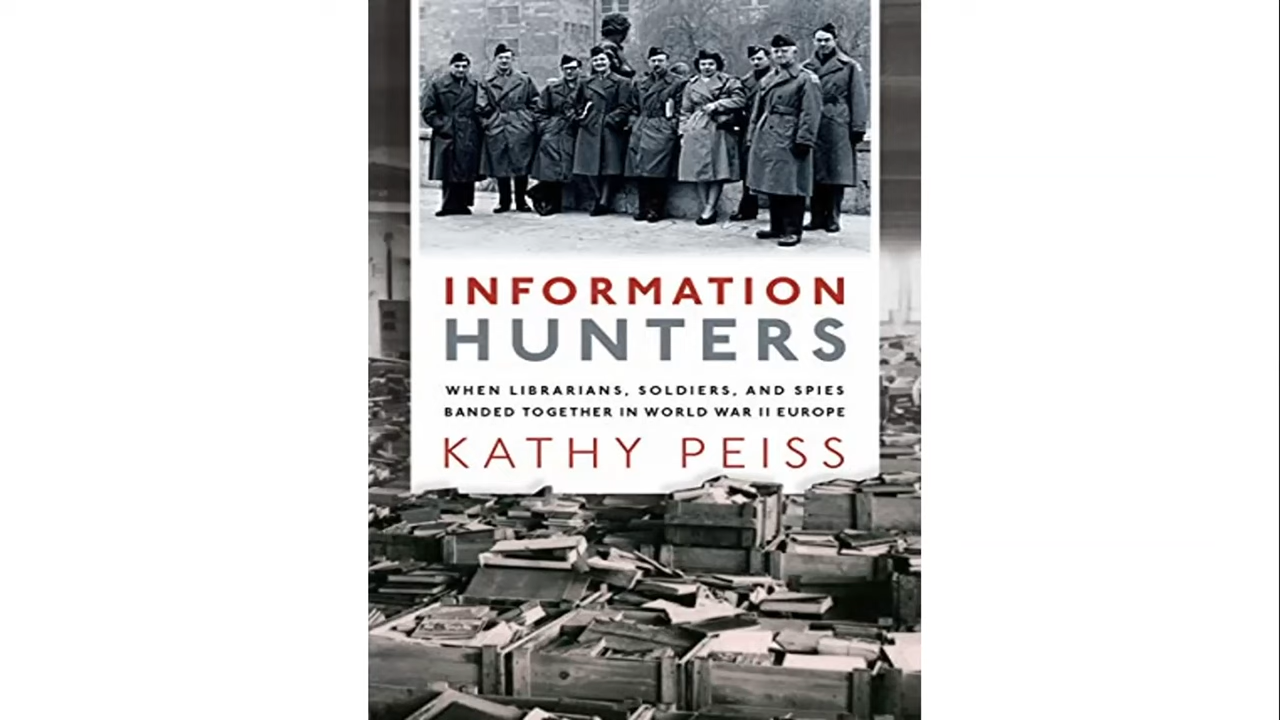 INFORMATION
HUNTERS
WHEN LIBRARIANS, SOLDIERS, AND SPIES
BANDED TOGETHER IN WORLD WAR II EUROPE
KATHY PEISS